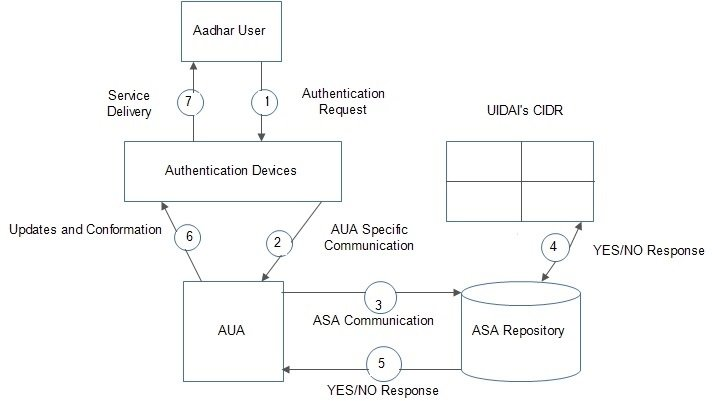 Aadhar User
Service
Delivery
7
1
Authentication
Request
UIDAI's CIDR
Authentication Devices
Updates and Conformation
6
2
AUA Specific
Communication
4
YES/NO Response
3
ASA Communication
AUA
ASA Repository
5
YES/NO Response